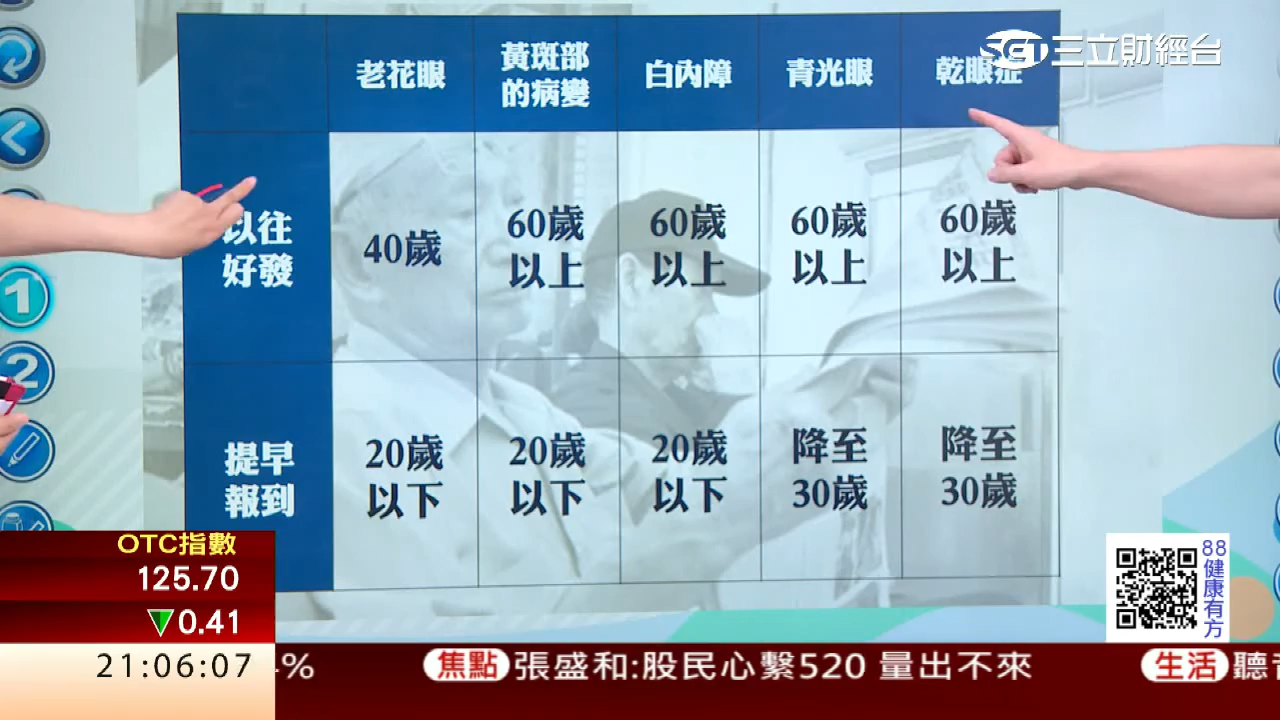 SET三立財經台
老花眼
黃斑部
的病變
白內障
青光眼
乾眼症
以往
好發
40歲
60歲
以上
60歲
以上
60歲
以上
60歲
以上
提早
報到
20歲
以下
20歲
以下
20歲
以下
降至
30歲
降至
30歲
1
2
OTC指數
125.70
▼0.41
21:06:07
%
焦點 張盛和:股民心繫520 量出不來
生活 聽
88健康有方